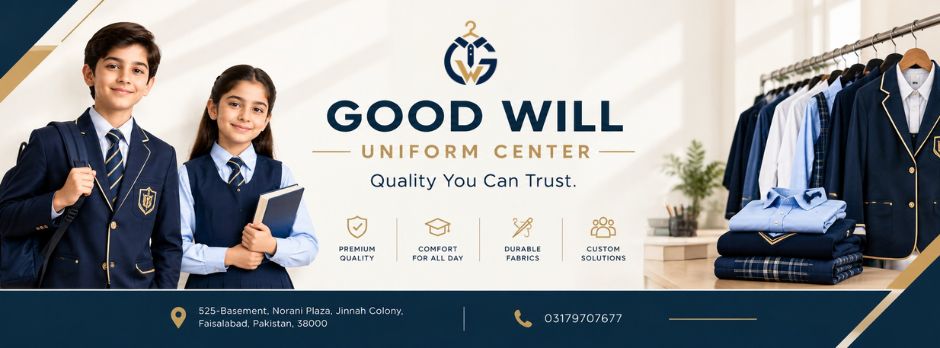 GOOD WILL
UNIFORM CENTER
Quality You Can Trust.
PREMIUM
QUALITY
COMFORT
FOR ALL DAY
DURABLE
FABRICS
CUSTOM
SOLUTIONS
525-Basement, Norani Plaza, Jinnah Colony,
Faisalabad, Pakistan, 38000
03179707677